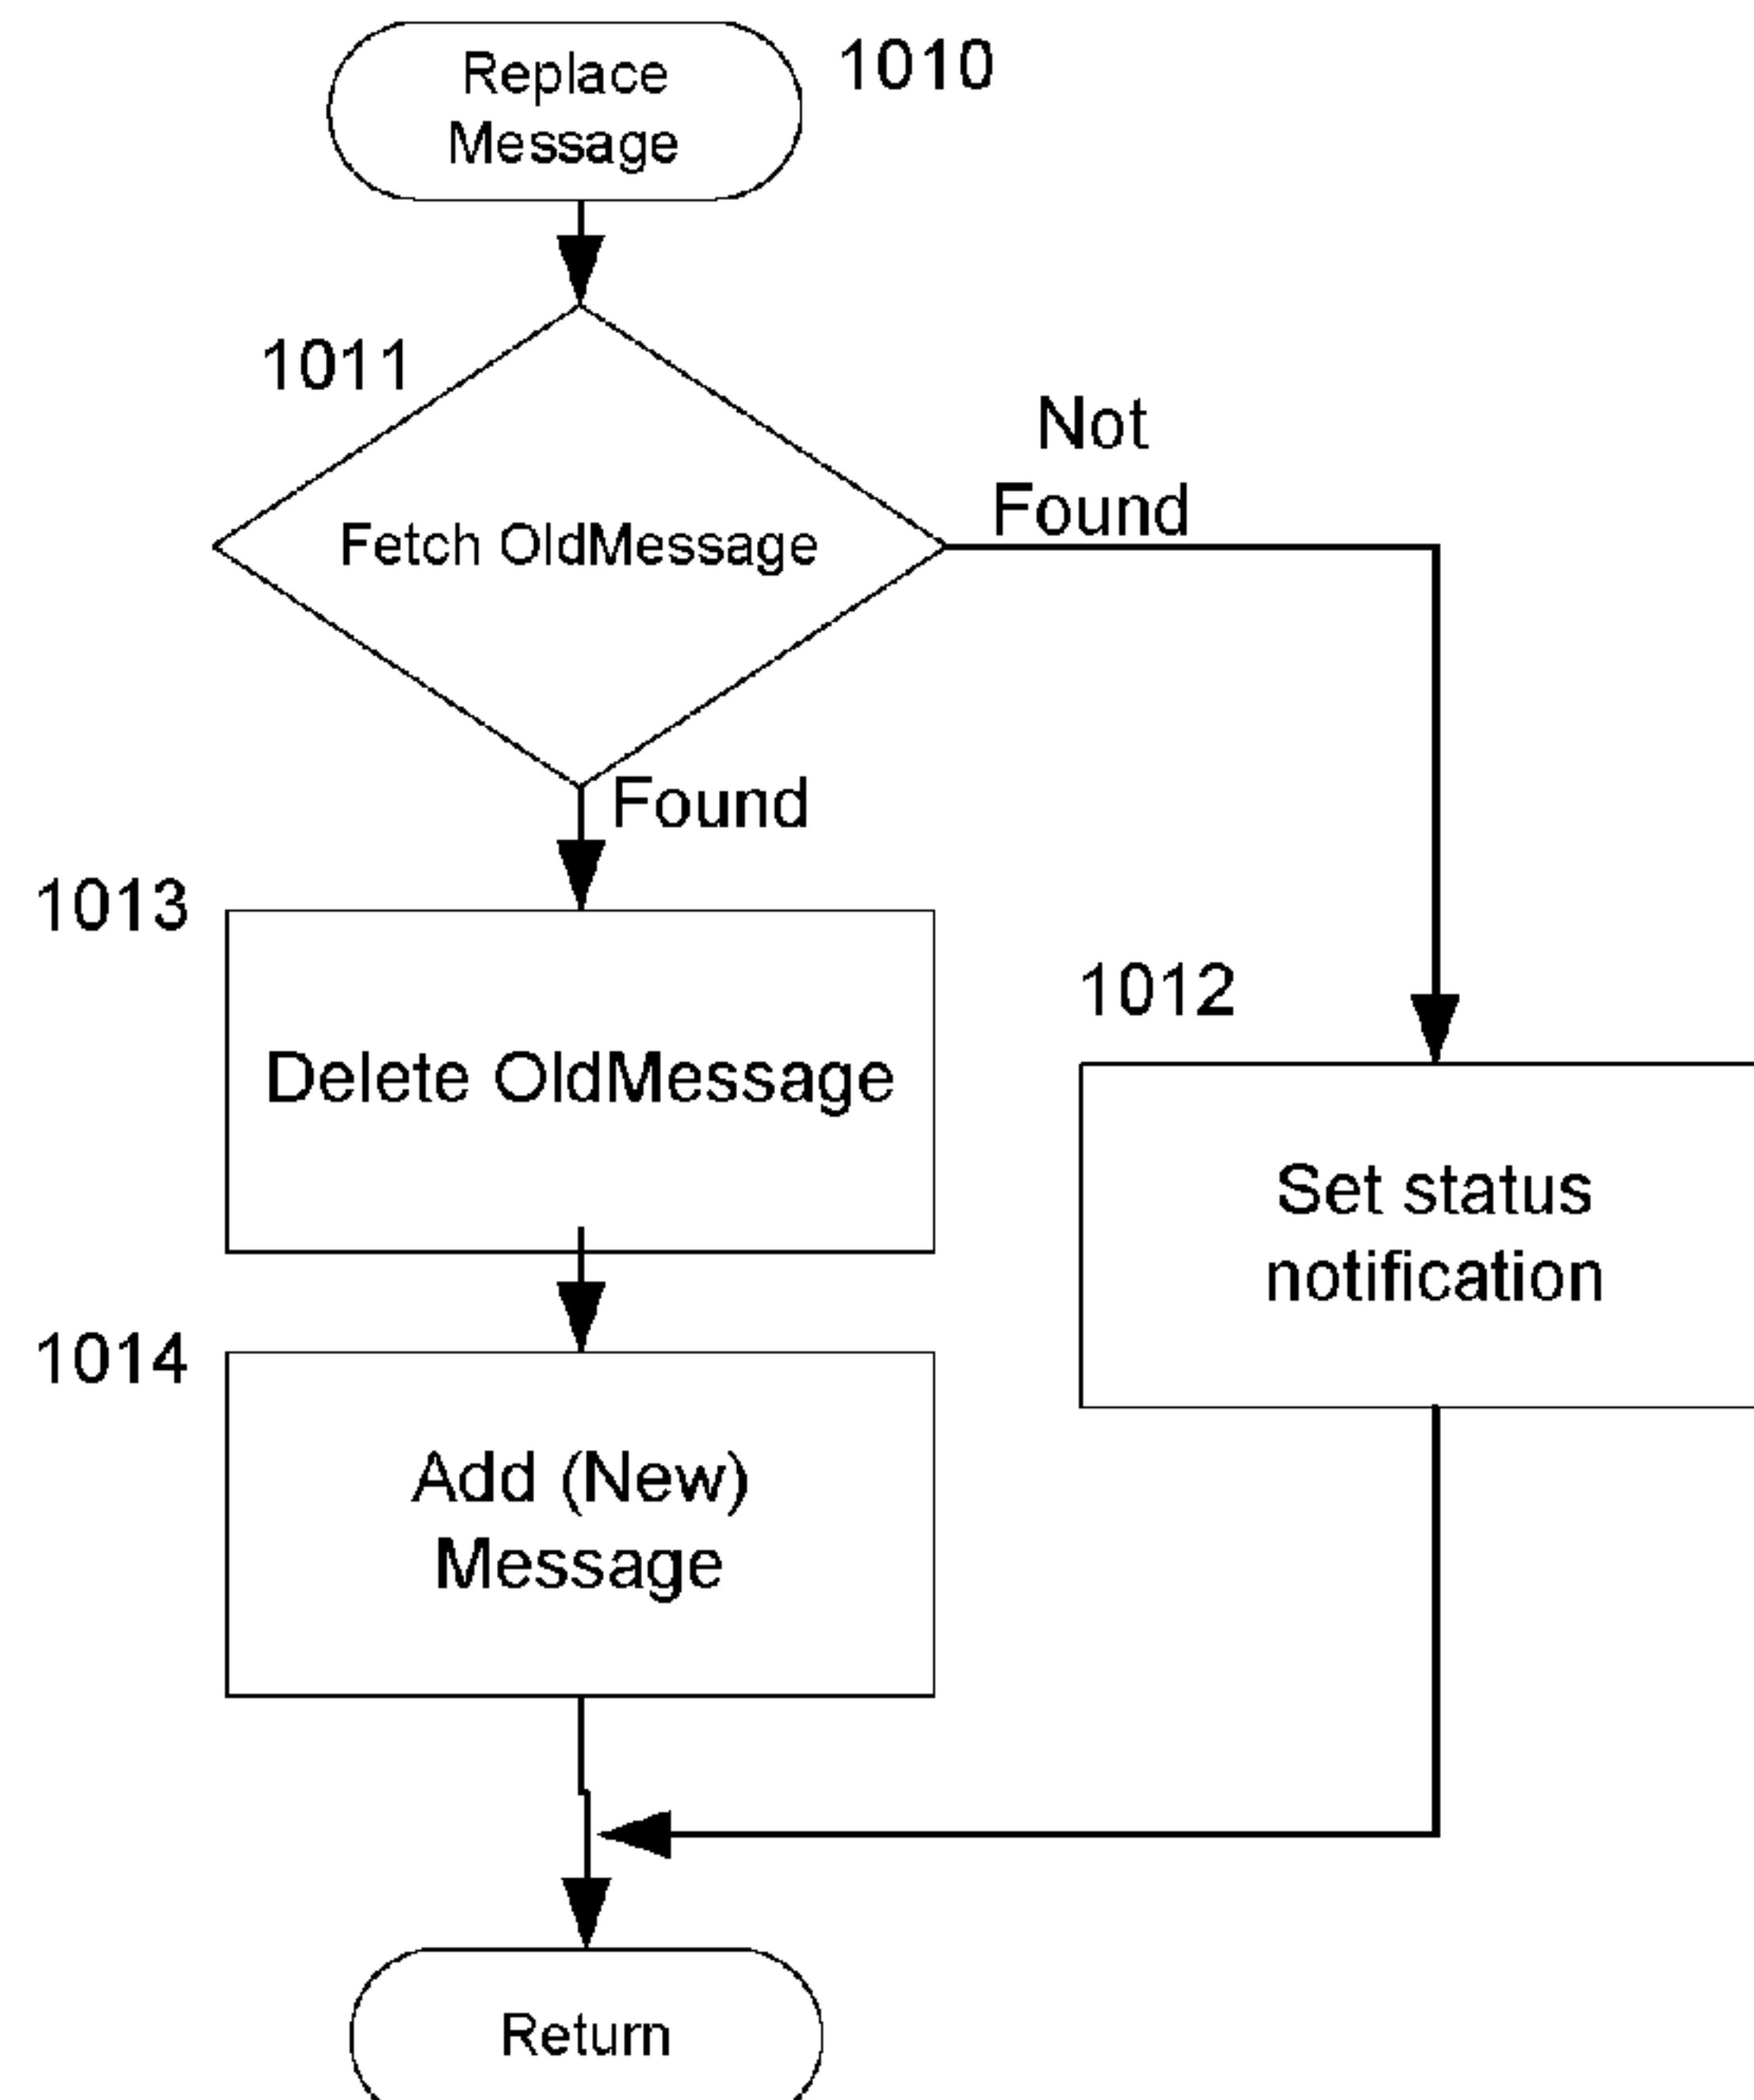 Replace
Message
1010
1011
Fetch OldMessage
Not
Found
Found
1013
Delete OldMessage
1012
Set status
notification
1014
Add (New)
Message
Return